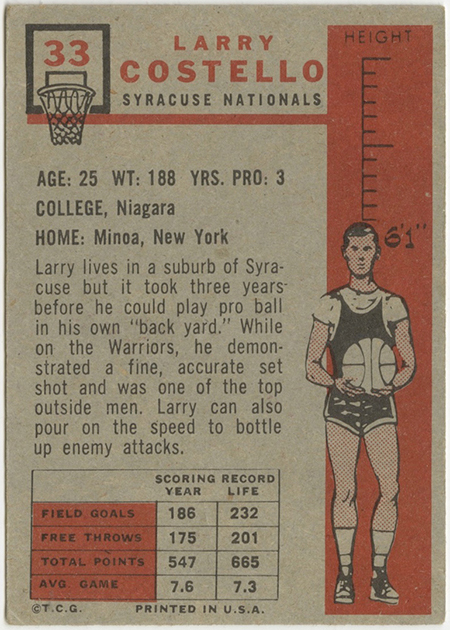 33
LARRY
COSTELLO
SYRACUSE NATIONALS
HEIGHT
6'1"
AGE: 25 WT: 188 YRS. PRO: 3
COLLEGE, Niagara
HOME: Minoa, New York
Larry lives in a suburb of Syra-
cuse but it took three years
before he could play pro ball
in his own "back yard." While
on the Warriors, he demon-
strated a fine, accurate set
shot and was one of the top
outside men. Larry can also
pour on the speed to bottle
up enemy attacks.
SCORING RECORD
YEAR LIFE
FIELD GOALS 186 232
FREE THROWS 175 201
TOTAL POINTS 547 665
AVG. GAME 7.6 7.3
©T.C.G. PRINTED IN U.S.A.